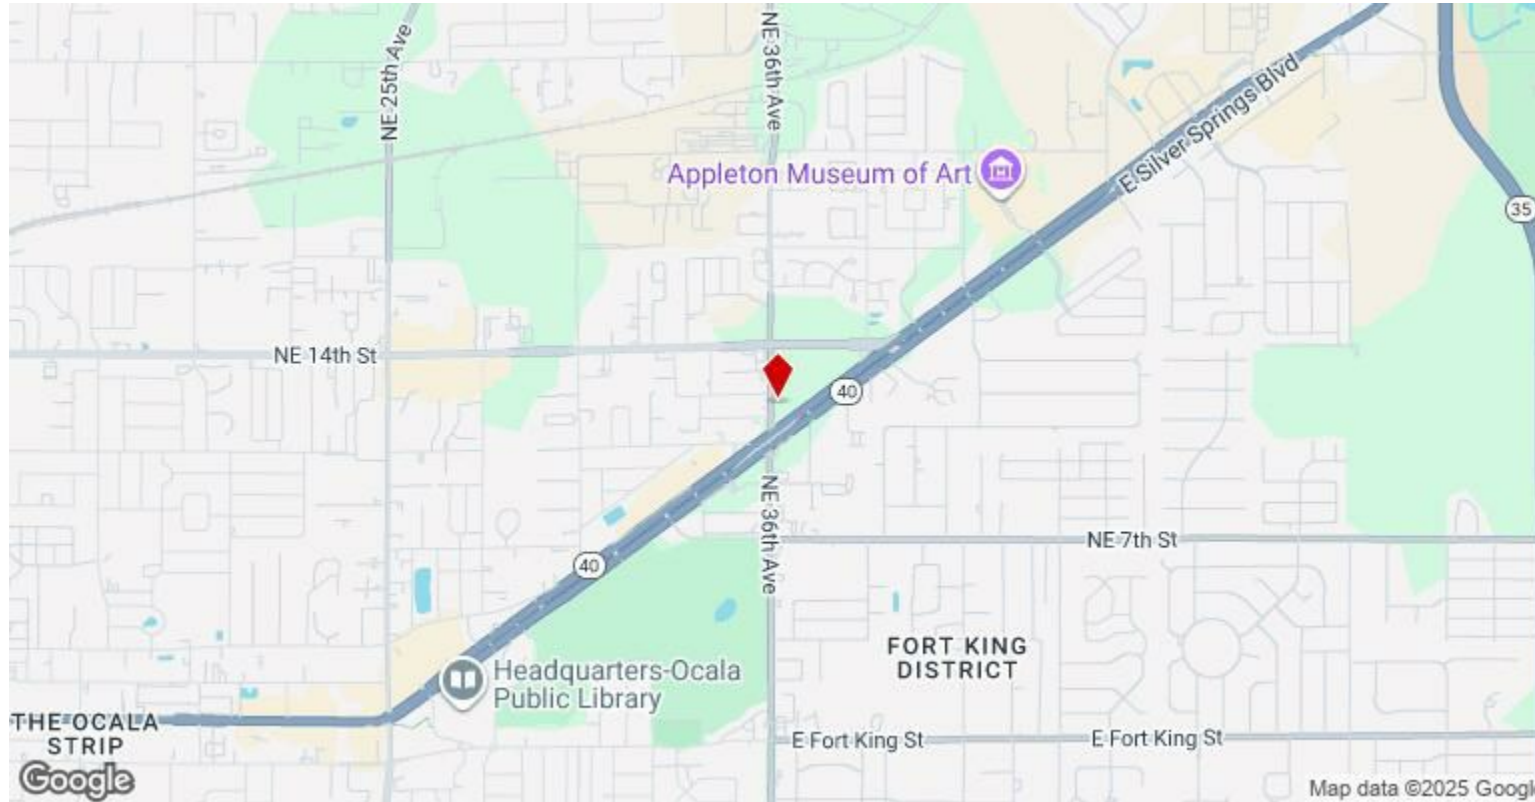 NE 25th Ave
NE 36th Ave
E Silver Springs Blvd
Appleton Museum of Art
35
NE 14th St
40
NE 36th Ave
NE 7th St
40
FORT KING
DISTRICT
Headquarters-Ocala
Public Library
THE OCALA
STRIP
E Fort King St
E Fort King St
Google
Map data ©2025 Googl